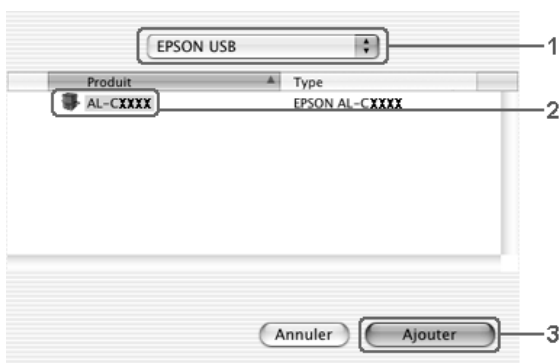 EPSON USB
1
Produit Type
AL-CXXXX EPSON AL-CXXXX
2
Annuler Ajouter
3